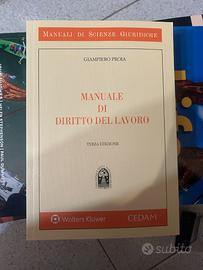 MANUALI DI SCIENZE GIURIDICHE
GIAMPIERO PROIA
MANUALE
DI
DIRITTO DEL LAVORO
TERZA EDIZIONE
Wolters Kluwer
CEDAM
subito